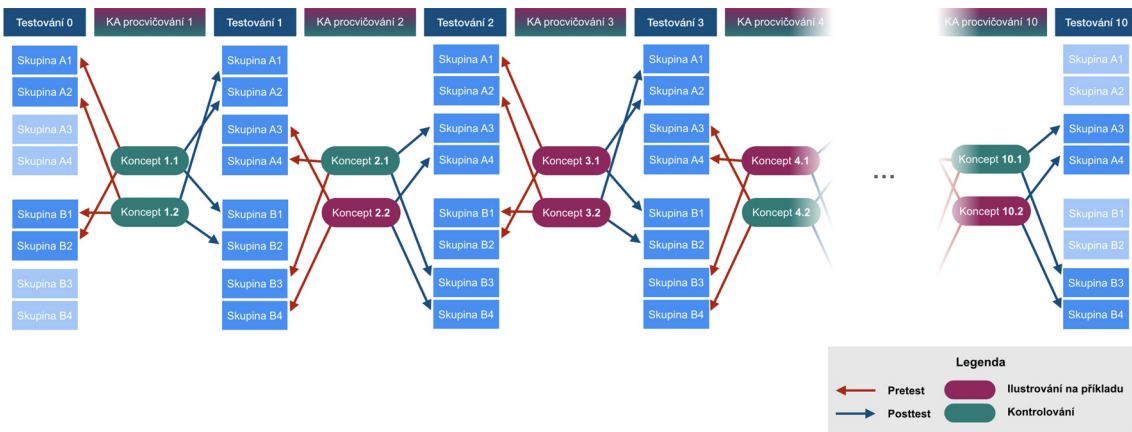 Testování 0
KA procvičování 1
Testování 1
KA procvičování 2
Testování 2
KA procvičování 3
Testování 3
KA procvičování 4
KA procvičování 10
Testování 10
Skupina A1
Skupina A2
Skupina A3
Skupina A4
Skupina B1
Skupina B2
Skupina B3
Skupina B4
Koncept 1.1
Koncept 1.2
Skupina A1
Skupina A2
Skupina A3
Skupina A4
Skupina B1
Skupina B2
Skupina B3
Skupina B4
Koncept 2.1
Koncept 2.2
Skupina A1
Skupina A2
Skupina A3
Skupina A4
Skupina B1
Skupina B2
Skupina B3
Skupina B4
Koncept 3.1
Koncept 3.2
Skupina A1
Skupina A2
Skupina A3
Skupina A4
Skupina B1
Skupina B2
Skupina B3
Skupina B4
Koncept 4.1
Koncept 4.2
...
Koncept 10.1
Koncept 10.2
Skupina A1
Skupina A2
Skupina A3
Skupina A4
Skupina B1
Skupina B2
Skupina B3
Skupina B4
Legenda
Pretest
Ilustrování na příkladu
Posttest
Kontrolování